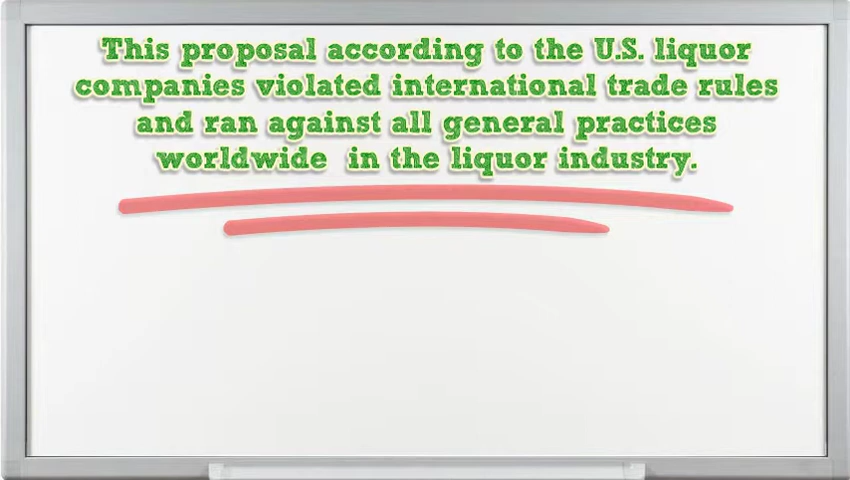 This proposal according to the U.S. liquor
companies violated international trade rules
and ran against all general practices
worldwide  in the liquor industry.